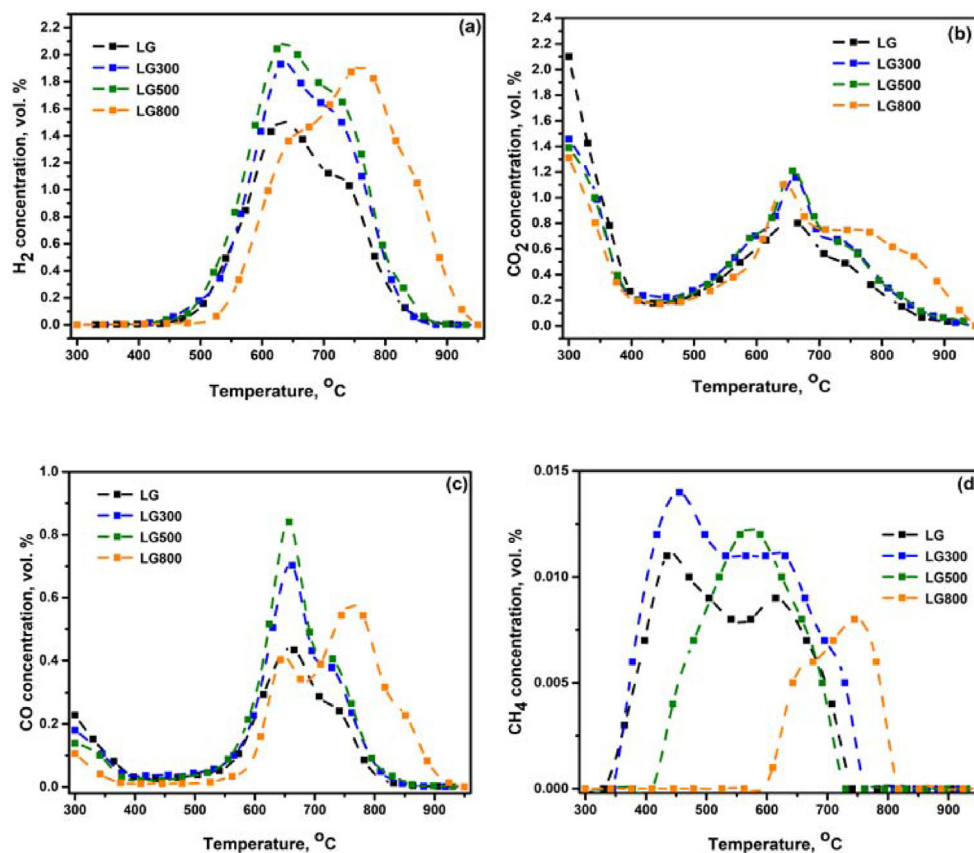 (a)
LG
LG300
LG500
LG800
H2 concentration, vol. %
2.2
2.0
1.8
1.6
1.4
1.2
1.0
0.8
0.6
0.4
0.2
0.0
300 400 500 600 700 800 900
Temperature, °C
(b)
LG
LG300
LG500
LG800
CO2 concentration, vol. %
2.4
2.2
2.0
1.8
1.6
1.4
1.2
1.0
0.8
0.6
0.4
0.2
0.0
300 400 500 600 700 800 900
Temperature, °C
(c)
LG
LG300
LG500
LG800
CO concentration, vol. %
1.0
0.8
0.6
0.4
0.2
0.0
300 400 500 600 700 800 900
Temperature, °C
(d)
LG
LG300
LG500
LG800
CH4 concentration, vol. %
0.015
0.010
0.005
0.000
300 400 500 600 700 800 900
Temperature, °C